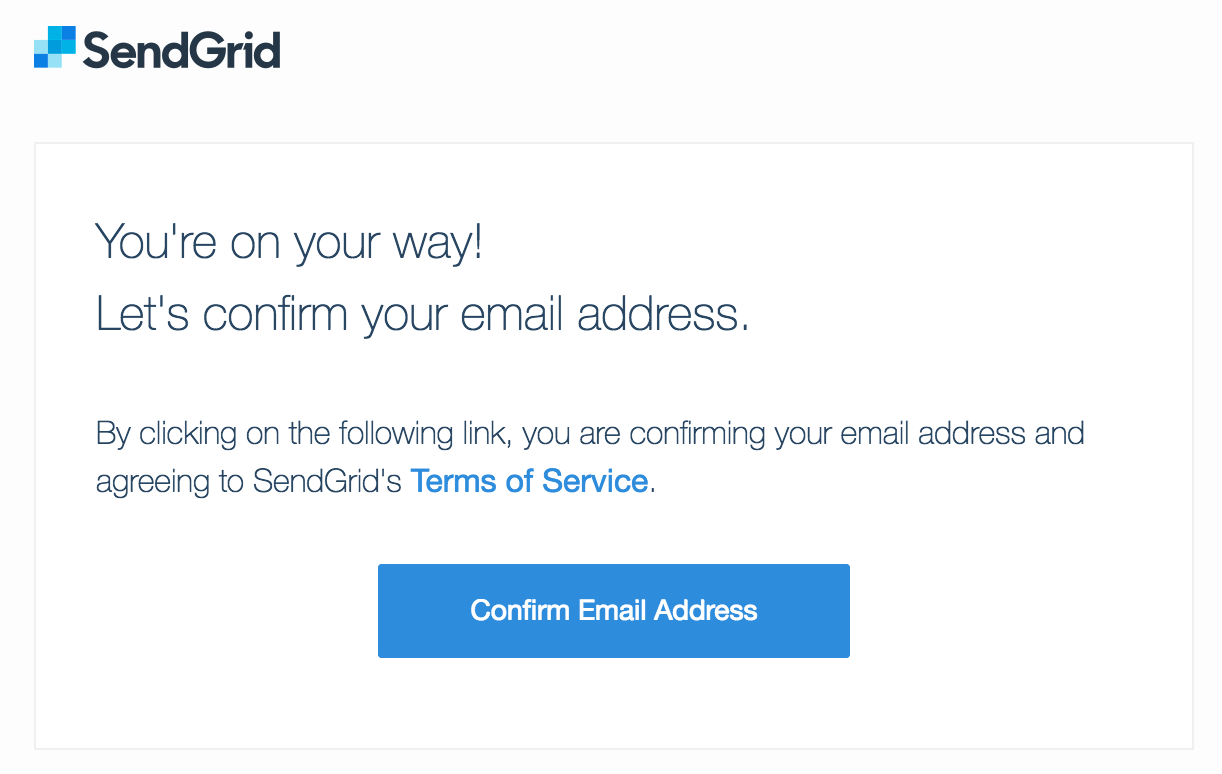 SendGrid
You're on your way!
Let's confirm your email address.
By clicking on the following link, you are confirming your email address and
agreeing to SendGrid's Terms of Service.
Confirm Email Address